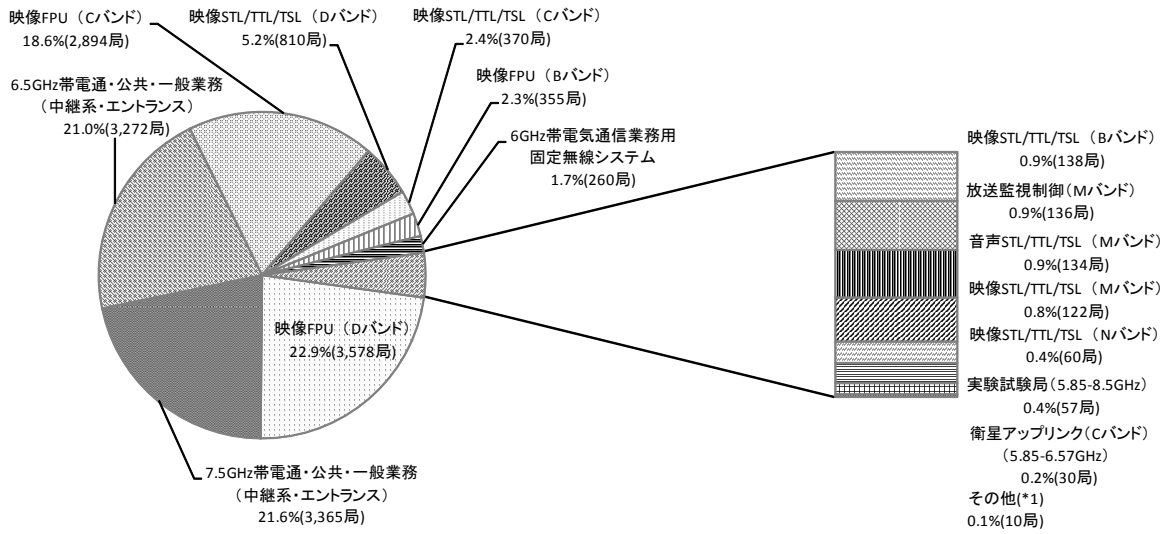 映像FPU（Cバンド）
18.6%(2,894局)
映像STL/TTL/TSL（Dバンド）
5.2%(810局)
映像STL/TTL/TSL（Cバンド）
2.4%(370局)
映像FPU（Bバンド）
2.3%(355局)
6GHz帯電気通信業務用
固定無線システム
1.7%(260局)
6.5GHz帯電通・公共・一般業務
（中継系・エントランス）
21.0%(3,272局)
映像FPU（Dバンド）
22.9%(3,578局)
7.5GHz帯電通・公共・一般業務
（中継系・エントランス）
21.6%(3,365局)
映像STL/TTL/TSL（Bバンド）
0.9%(138局)
放送監視制御（Mバンド）
0.9%(136局)
音声STL/TTL/TSL（Mバンド）
0.9%(134局)
映像STL/TTL/TSL（Mバンド）
0.8%(122局)
映像STL/TTL/TSL（Nバンド）
0.4%(60局)
実験試験局（5.85-8.5GHz）
0.4%(57局)
衛星アップリンク（Cバンド）
（5.85-6.57GHz）
0.2%(30局)
その他(*1)
0.1%(10局)